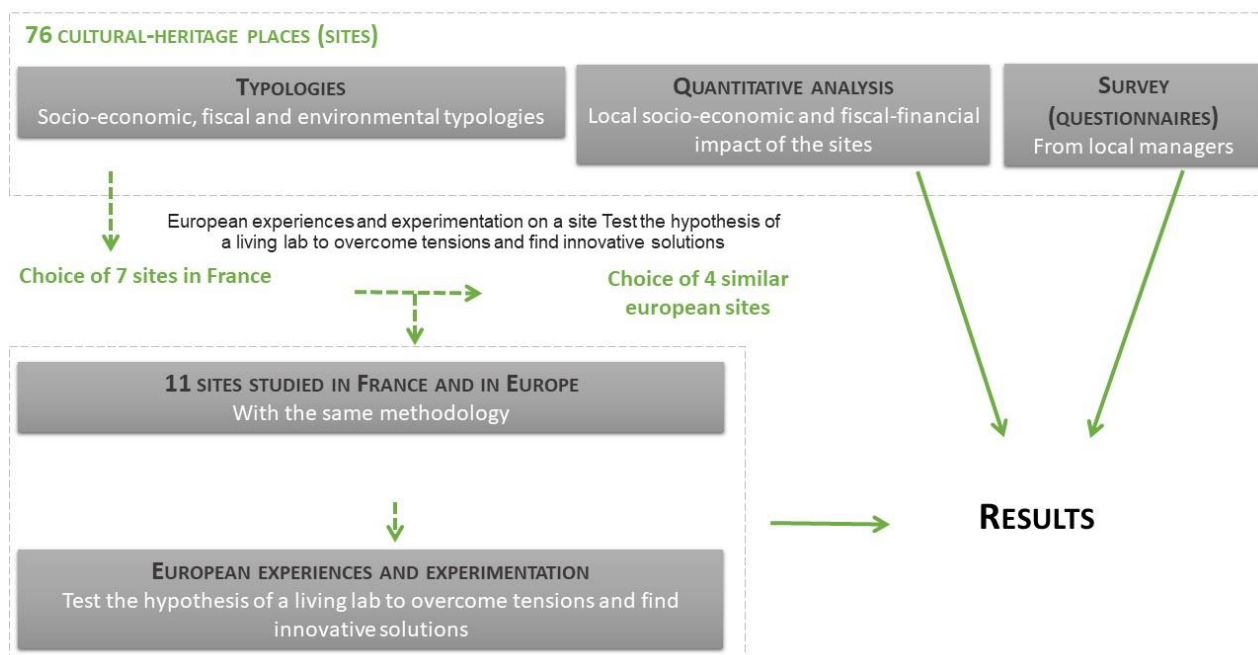 76 CULTURAL-HERITAGE PLACES (SITES)
TYPOLOGIES
Socio-economic, fiscal and environmental typologies
QUANTITATIVE ANALYSIS
Local socio-economic and fiscal-financial
impact of the sites
SURVEY
(QUESTIONNAIRES)
From local managers
European experiences and experimentation on a site Test the hypothesis of
a living lab to overcome tensions and find innovative solutions
Choice of 7 sites in France
Choice of 4 similar
european sites
11 SITES STUDIED IN FRANCE AND IN EUROPE
With the same methodology
RESULTS
EUROPEAN EXPERIENCES AND EXPERIMENTATION
Test the hypothesis of a living lab to overcome tensions and find
innovative solutions